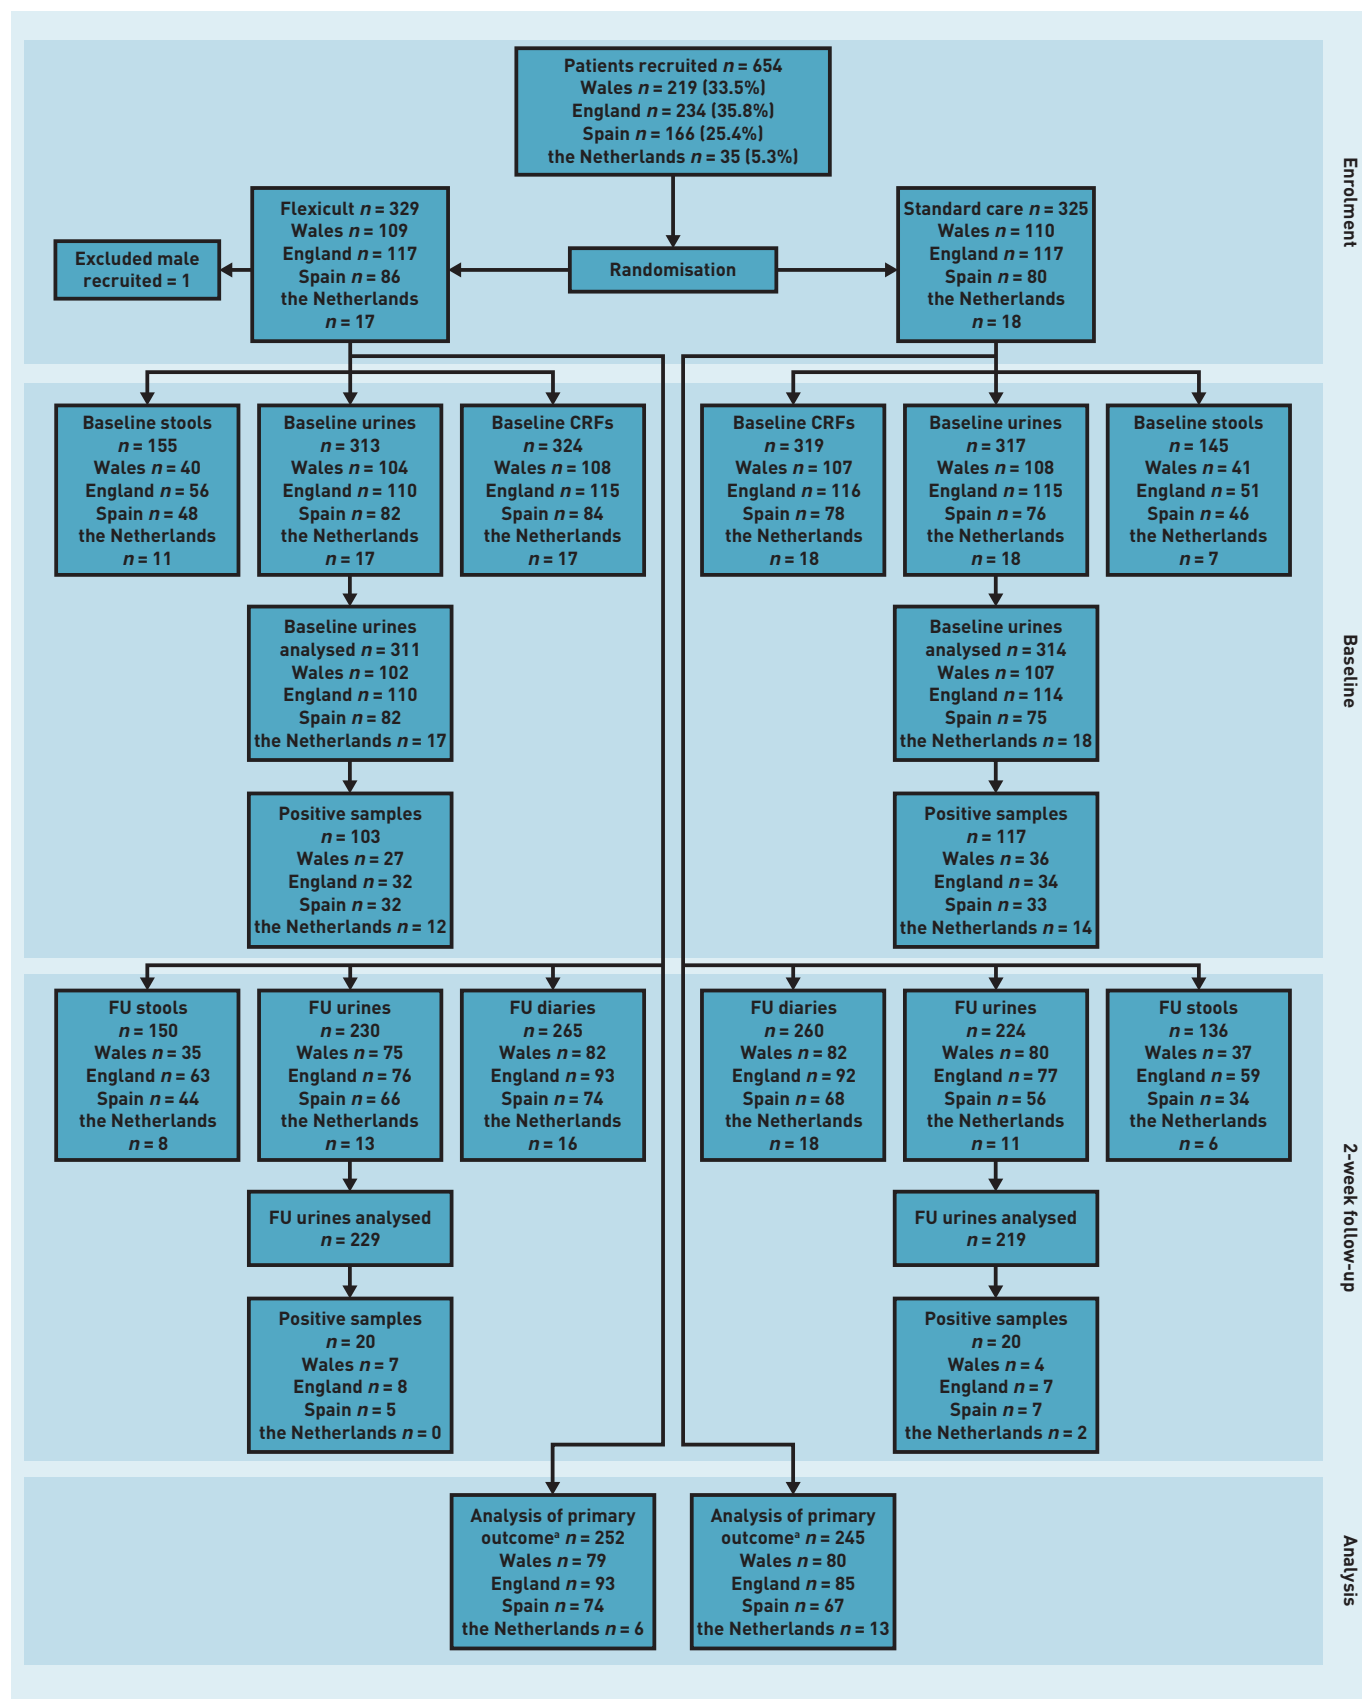 Patients recruited n = 654
Wales n = 219 (33.5%)
England n = 234 (35.8%)
Spain n = 166 (25.4%)
the Netherlands n = 35 (5.3%)
Enrolment
Flexicult n = 329
Wales n = 109
England n = 117
Spain n = 86
the Netherlands
n = 17
Excluded male
recruited = 1
Randomisation
Standard care n = 325
Wales n = 110
England n = 117
Spain n = 80
the Netherlands
n = 18
Baseline stools
n = 155
Wales n = 40
England n = 56
Spain n = 48
the Netherlands
n = 11
Baseline urines
n = 313
Wales n = 104
England n = 110
Spain n = 82
the Netherlands
n = 17
Baseline CRFs
n = 324
Wales n = 108
England n = 115
Spain n = 84
the Netherlands
n = 17
Baseline CRFs
n = 319
Wales n = 107
England n = 116
Spain n = 78
the Netherlands
n = 18
Baseline urines
n = 317
Wales n = 108
England n = 115
Spain n = 76
the Netherlands
n = 18
Baseline stools
n = 145
Wales n = 41
England n = 51
Spain n = 46
the Netherlands
n = 7
Baseline
Baseline urines
analysed n = 311
Wales n = 102
England n = 110
Spain n = 82
the Netherlands n = 17
Baseline urines
analysed n = 314
Wales n = 107
England n = 114
Spain n = 75
the Netherlands n = 18
Positive samples
n = 103
Wales n = 27
England n = 32
Spain n = 32
the Netherlands n = 12
Positive samples
n = 117
Wales n = 36
England n = 34
Spain n = 33
the Netherlands n = 14
FU stools
n = 150
Wales n = 35
England n = 63
Spain n = 44
the Netherlands
n = 8
FU urines
n = 230
Wales n = 75
England n = 76
Spain n = 66
the Netherlands
n = 13
FU diaries
n = 265
Wales n = 82
England n = 93
Spain n = 74
the Netherlands
n = 16
FU diaries
n = 260
Wales n = 82
England n = 92
Spain n = 68
the Netherlands
n = 18
FU urines
n = 224
Wales n = 80
England n = 77
Spain n = 56
the Netherlands
n = 11
FU stools
n = 136
Wales n = 37
England n = 59
Spain n = 34
the Netherlands
n = 6
2-week follow-up
FU urines analysed
n = 229
FU urines analysed
n = 219
Positive samples
n = 20
Wales n = 7
England n = 8
Spain n = 5
the Netherlands n = 0
Positive samples
n = 20
Wales n = 4
England n = 7
Spain n = 7
the Netherlands n = 2
Analysis of primary
outcomeᵃ n = 252
Wales n = 79
England n = 93
Spain n = 74
the Netherlands n = 6
Analysis of primary
outcomeᵃ n = 245
Wales n = 80
England n = 85
Spain n = 67
the Netherlands n = 13
Analysis